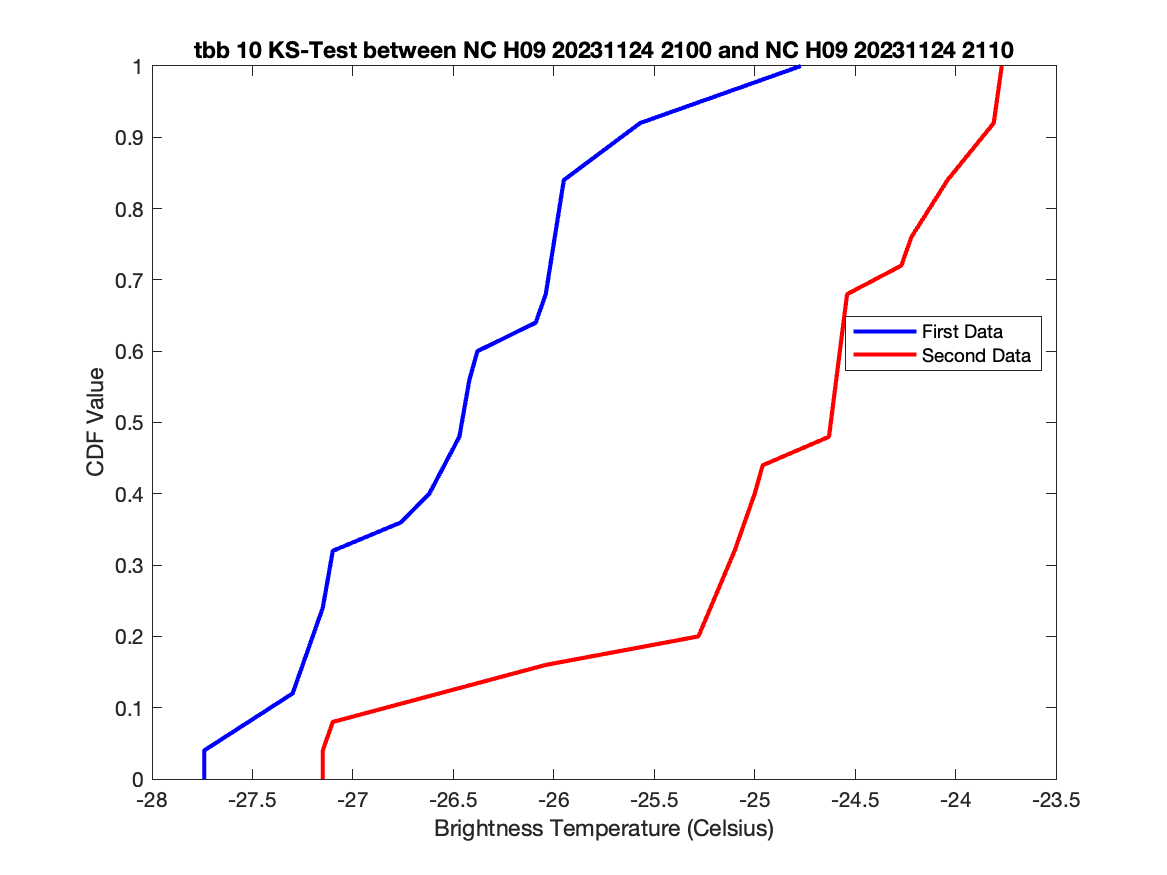 tbb 10 KS-Test between NC H09 20231124 2100 and NC H09 20231124 2110
1
0.9
0.8
0.7
0.6
0.5
0.4
0.3
0.2
0.1
0
CDF Value
First Data
Second Data
-28 -27.5 -27 -26.5 -26 -25.5 -25 -24.5 -24 -23.5
Brightness Temperature (Celsius)